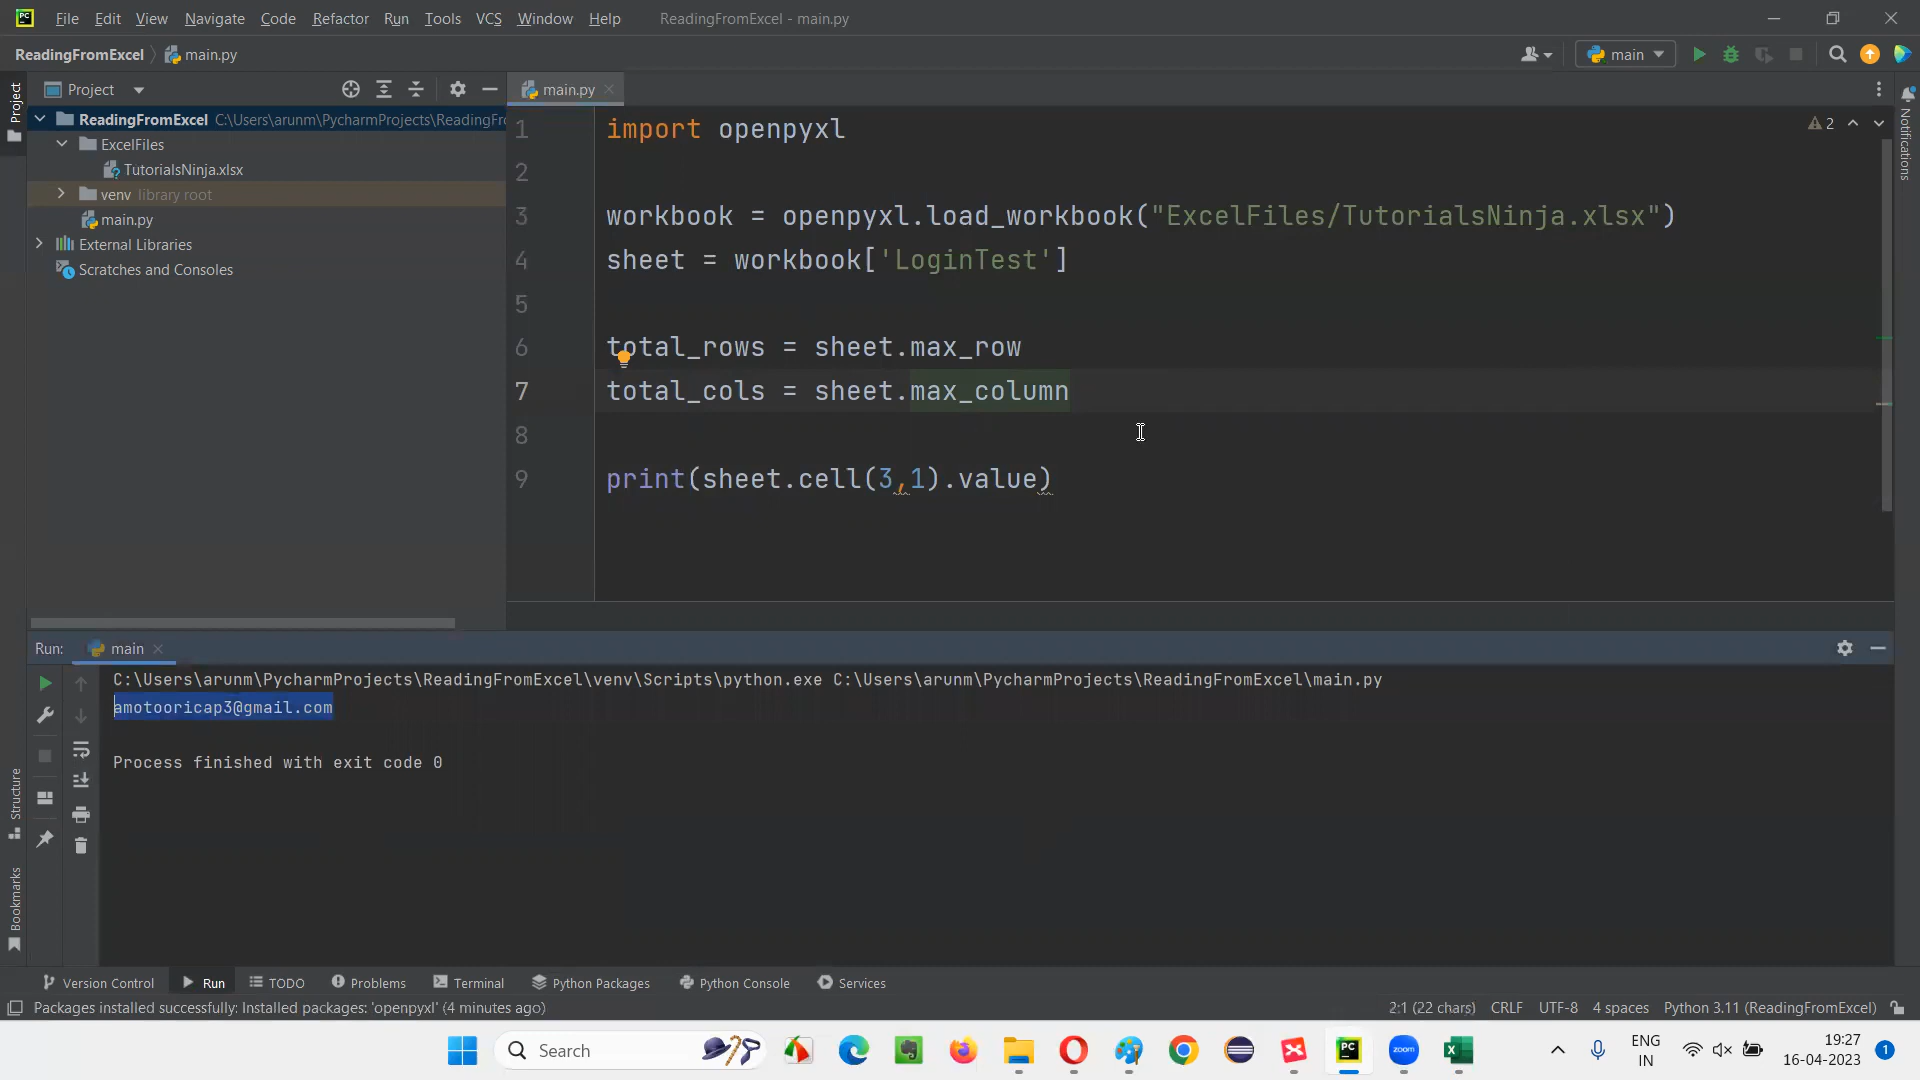 PC File Edit View Navigate Code Refactor Run Tools VCS Window Help ReadingFromExcel - main.py
ReadingFromExcel main.py main
Project main.py
ReadingFromExcel C:\Users\arunm\PycharmProjects\ReadingFr
ExcelFiles
TutorialsNinja.xlsx
venv library root
main.py
External Libraries
Scratches and Consoles
Project
Structure
Bookmarks
1 import openpyxl
2
3 workbook = openpyxl.load_workbook("ExcelFiles/TutorialsNinja.xlsx")
4 sheet = workbook['LoginTest']
5
6 total_rows = sheet.max_row
7 total_cols = sheet.max_column
8
9 print(sheet.cell(3,1).value)
2
Notifications
Run: main
C:\Users\arunm\PycharmProjects\ReadingFromExcel\venv\Scripts\python.exe C:\Users\arunm\PycharmProjects\ReadingFromExcel\main.py
amotooricap3@gmail.com
Process finished with exit code 0
Version Control Run TODO Problems Terminal Python Packages Python Console Services
Packages installed successfully: Installed packages: 'openpyxl' (4 minutes ago) 2:1 (22 chars) CRLF UTF-8 4 spaces Python 3.11 (ReadingFromExcel)
Search PC zoom ENG 19:27
IN 16-04-2023 1